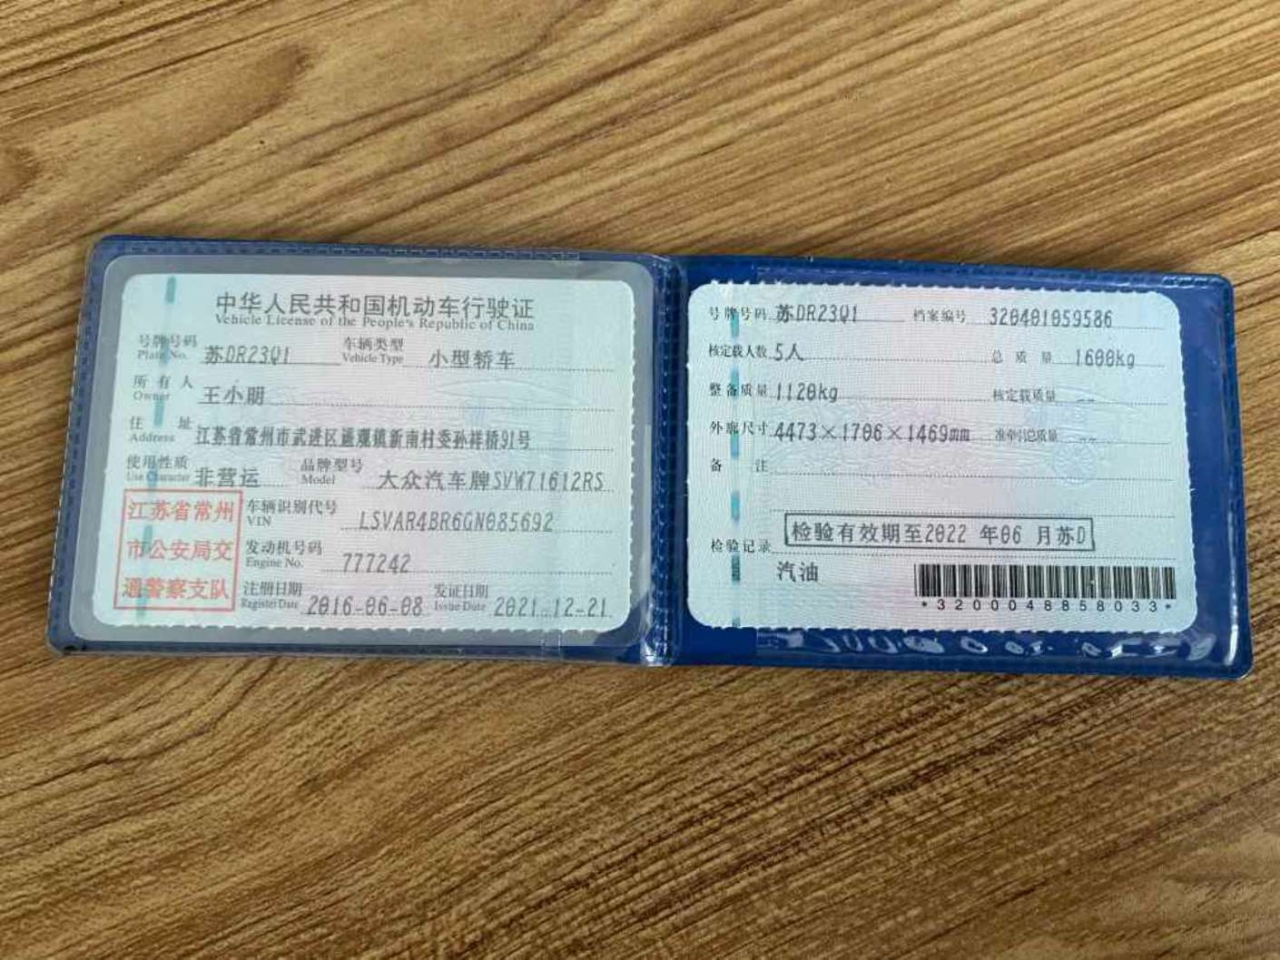 中华人民共和国机动车行驶证
Vehicle License of the People's Republic of China
号牌号码 苏DR23Q1 车辆类型 小型轿车
Plate No. Vehicle Type
所有人 王小朋
Owner
住址 江苏省常州市武进区遥观镇新南村委孙祥桥91号
Address
使用性质 非营运 品牌型号 大众汽车牌SVW71612RS
Use Character Model
江苏省常州
市公安局交
通警察支队
车辆识别代号 LSVAR4BR6GN085692
VIN
发动机号码 777242
Engine No.
注册日期 2016-06-08 发证日期 2021-12-21
Register Date Issue Date
号牌号码 苏DR23Q1 档案编号 320401059586
核定载人数 5人 总质量 1600kg
整备质量 1120kg 核定载质量 --
外廓尺寸 4473×1706×1469mm 准牵引总质量 --
备注
检验记录 检验有效期至2022年06月苏D
汽油
*3200048858033*